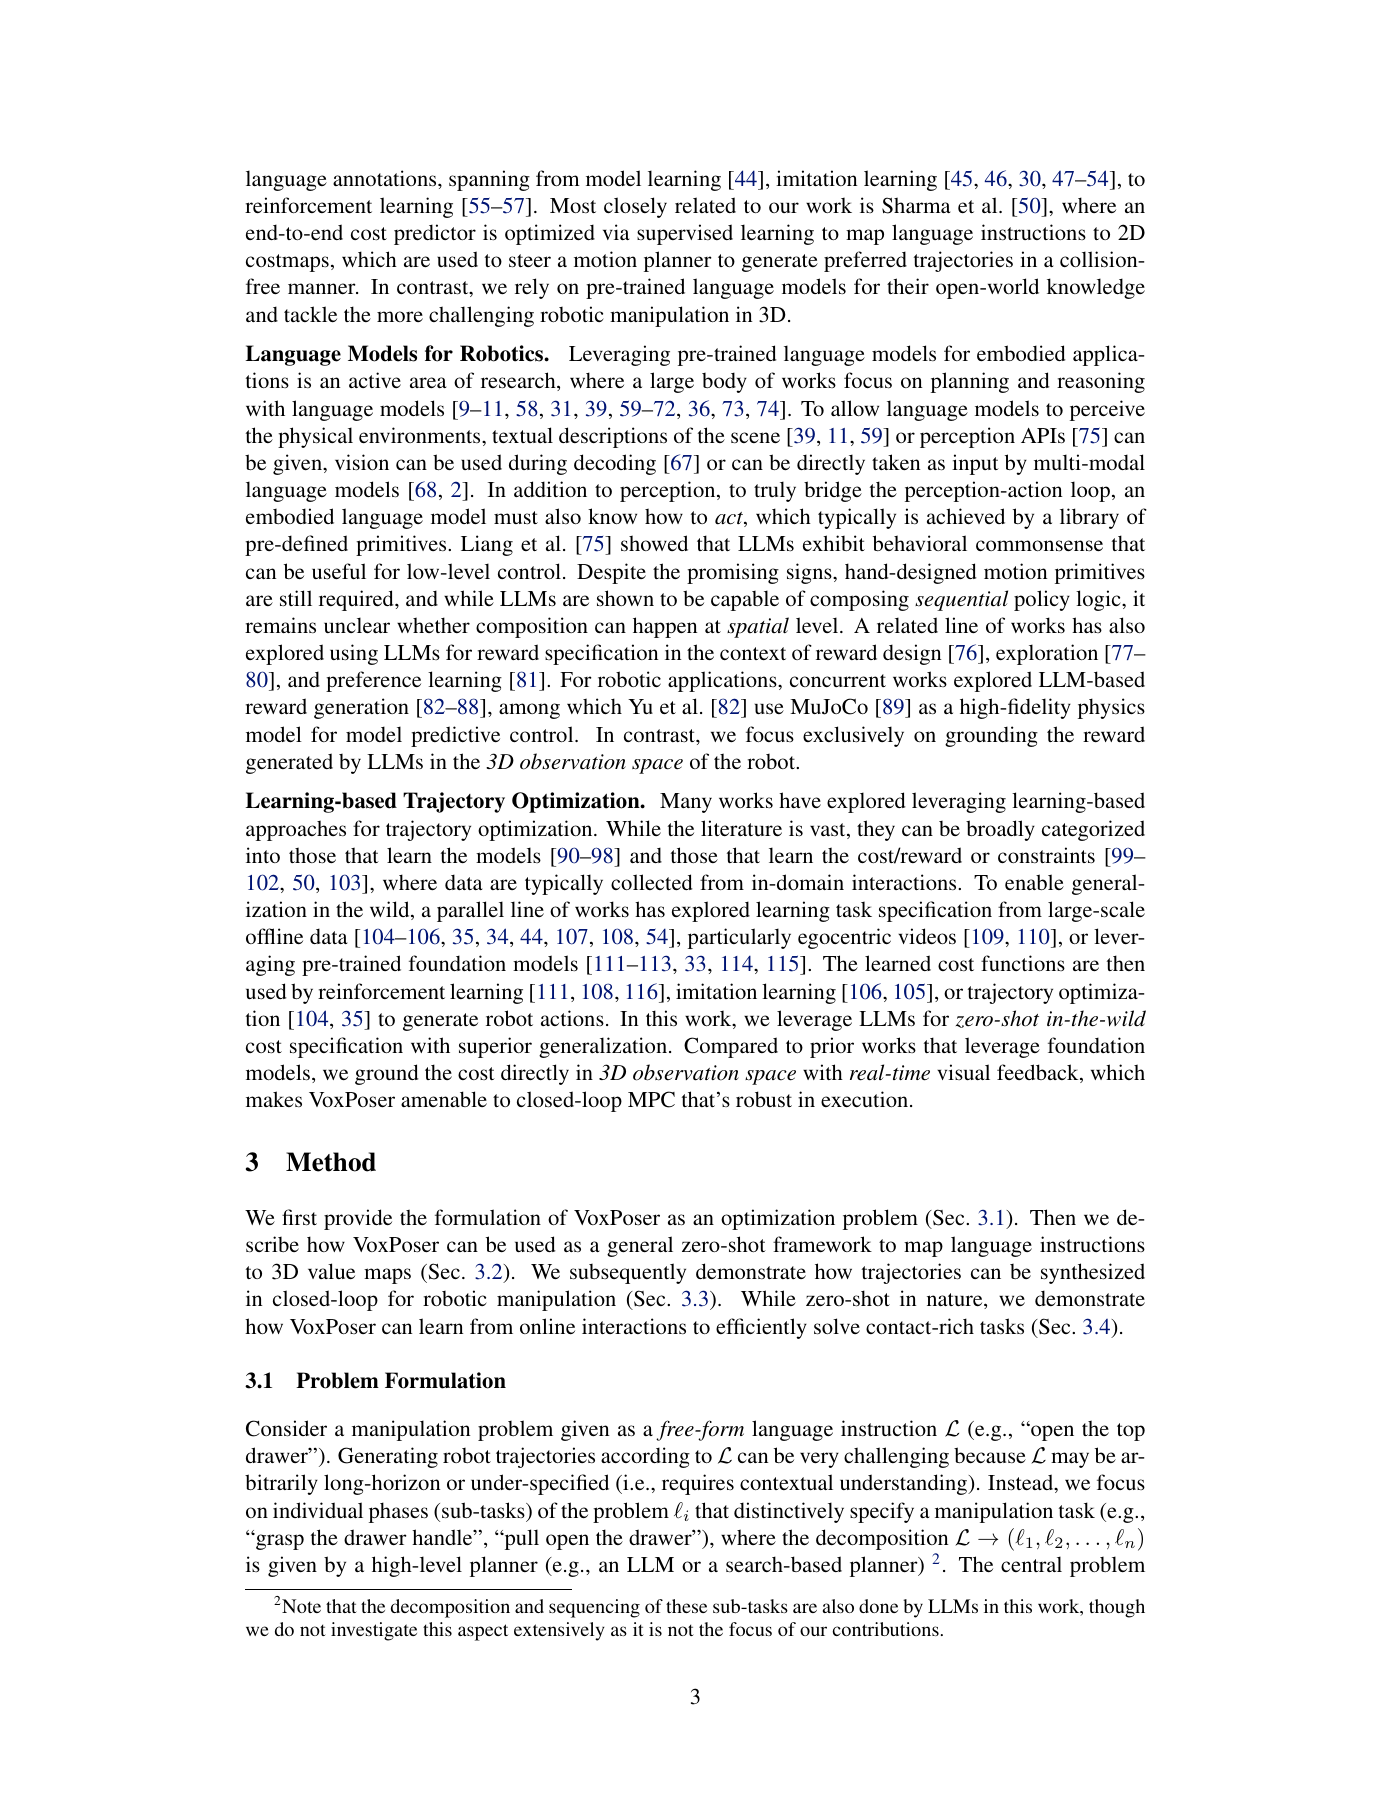 language annotations, spanning from model learning [44], imitation learning [45, 46, 30, 47–54], to
reinforcement learning [55–57]. Most closely related to our work is Sharma et al. [50], where an
end-to-end cost predictor is optimized via supervised learning to map language instructions to 2D
costmaps, which are used to steer a motion planner to generate preferred trajectories in a collision-
free manner. In contrast, we rely on pre-trained language models for their open-world knowledge
and tackle the more challenging robotic manipulation in 3D.
Language Models for Robotics. Leveraging pre-trained language models for embodied applica-
tions is an active area of research, where a large body of works focus on planning and reasoning
with language models [9–11, 58, 31, 39, 59–72, 36, 73, 74]. To allow language models to perceive
the physical environments, textual descriptions of the scene [39, 11, 59] or perception APIs [75] can
be given, vision can be used during decoding [67] or can be directly taken as input by multi-modal
language models [68, 2]. In addition to perception, to truly bridge the perception-action loop, an
embodied language model must also know how to act, which typically is achieved by a library of
pre-defined primitives. Liang et al. [75] showed that LLMs exhibit behavioral commonsense that
can be useful for low-level control. Despite the promising signs, hand-designed motion primitives
are still required, and while LLMs are shown to be capable of composing sequential policy logic, it
remains unclear whether composition can happen at spatial level. A related line of works has also
explored using LLMs for reward specification in the context of reward design [76], exploration [77–
80], and preference learning [81]. For robotic applications, concurrent works explored LLM-based
reward generation [82–88], among which Yu et al. [82] use MuJoCo [89] as a high-fidelity physics
model for model predictive control. In contrast, we focus exclusively on grounding the reward
generated by LLMs in the 3D observation space of the robot.
Learning-based Trajectory Optimization. Many works have explored leveraging learning-based
approaches for trajectory optimization. While the literature is vast, they can be broadly categorized
into those that learn the models [90–98] and those that learn the cost/reward or constraints [99–
102, 50, 103], where data are typically collected from in-domain interactions. To enable general-
ization in the wild, a parallel line of works has explored learning task specification from large-scale
offline data [104–106, 35, 34, 44, 107, 108, 54], particularly egocentric videos [109, 110], or lever-
aging pre-trained foundation models [111–113, 33, 114, 115]. The learned cost functions are then
used by reinforcement learning [111, 108, 116], imitation learning [106, 105], or trajectory optimiza-
tion [104, 35] to generate robot actions. In this work, we leverage LLMs for zero-shot in-the-wild
cost specification with superior generalization. Compared to prior works that leverage foundation
models, we ground the cost directly in 3D observation space with real-time visual feedback, which
makes VoxPoser amenable to closed-loop MPC that's robust in execution.
3 Method
We first provide the formulation of VoxPoser as an optimization problem (Sec. 3.1). Then we de-
scribe how VoxPoser can be used as a general zero-shot framework to map language instructions
to 3D value maps (Sec. 3.2). We subsequently demonstrate how trajectories can be synthesized
in closed-loop for robotic manipulation (Sec. 3.3). While zero-shot in nature, we demonstrate
how VoxPoser can learn from online interactions to efficiently solve contact-rich tasks (Sec. 3.4).
3.1 Problem Formulation
Consider a manipulation problem given as a free-form language instruction ℒ (e.g., “open the top
drawer”). Generating robot trajectories according to ℒ can be very challenging because ℒ may be ar-
bitrarily long-horizon or under-specified (i.e., requires contextual understanding). Instead, we focus
on individual phases (sub-tasks) of the problem ℓᵢ that distinctively specify a manipulation task (e.g.,
“grasp the drawer handle”, “pull open the drawer”), where the decomposition ℒ → (ℓ₁, ℓ₂, . . . , ℓₙ)
is given by a high-level planner (e.g., an LLM or a search-based planner) ². The central problem
²Note that the decomposition and sequencing of these sub-tasks are also done by LLMs in this work, though
we do not investigate this aspect extensively as it is not the focus of our contributions.
3